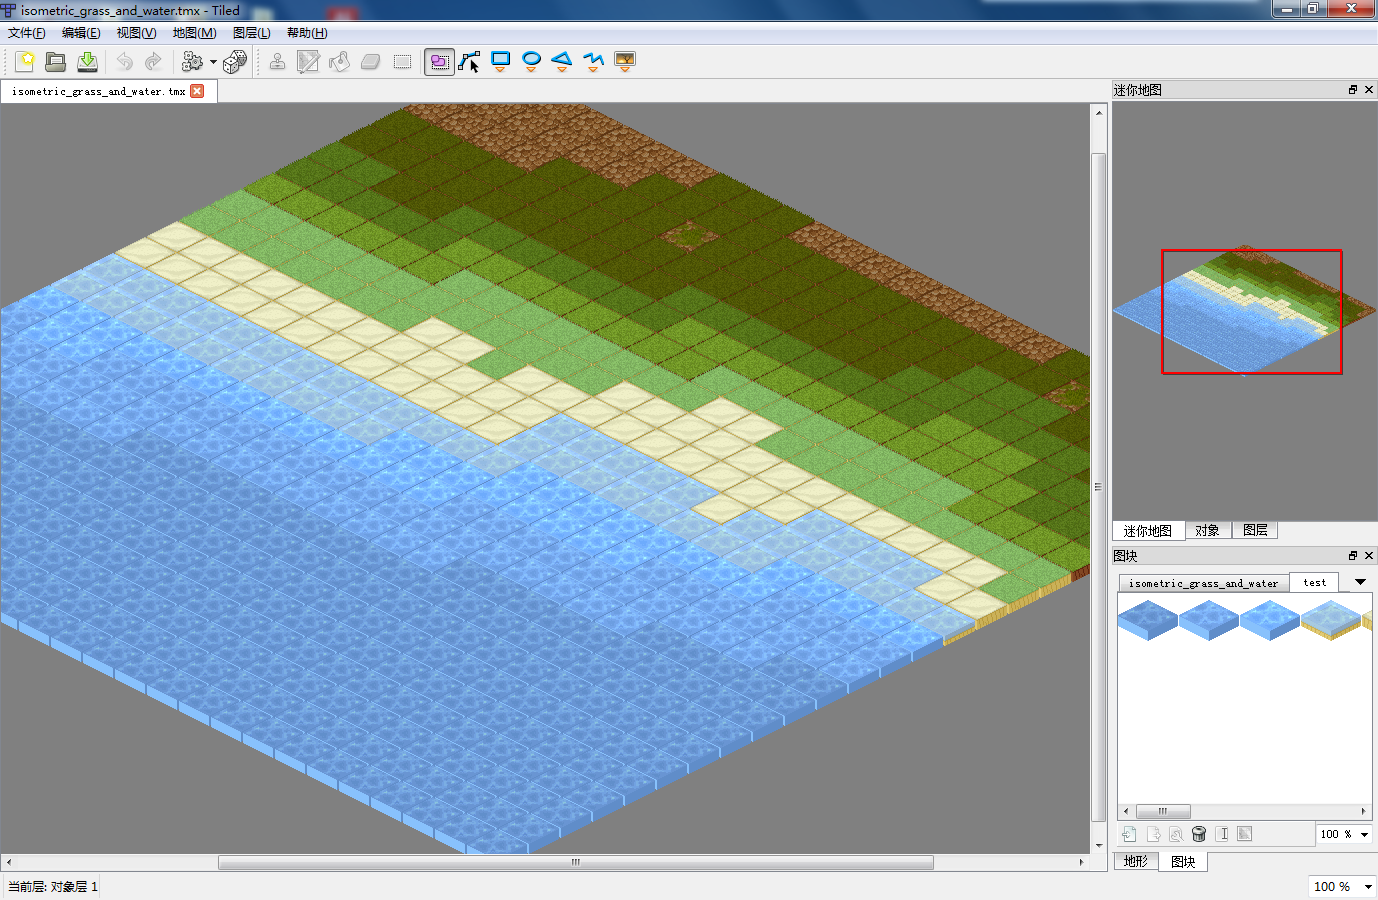 isometric_grass_and_water.tmx - Tiled
文件(F) 编辑(E) 视图(V) 地图(M) 图层(L) 帮助(H)
isometric_grass_and_water.tmx
迷你地图
迷你地图 对象 图层
图块
isometric_grass_and_water test
100 %
地形 图块
当前层: 对象层 1
100 %